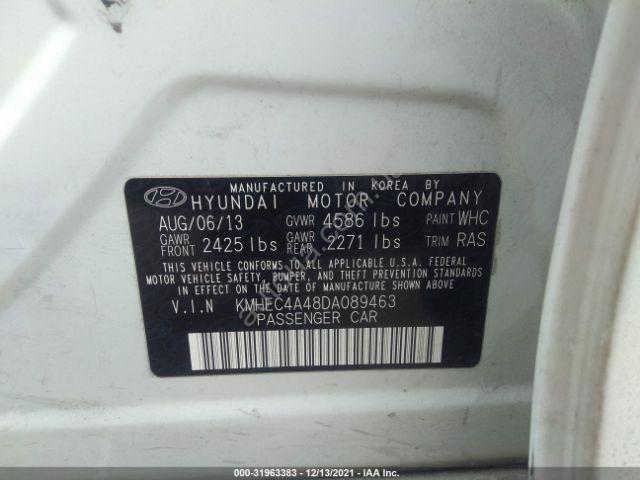 MANUFACTURED IN KOREA BY
HYUNDAI MOTOR COMPANY
AUG/06/13 GVWR 4586 lbs PAINT WHC
GAWR FRONT 2425 lbs GAWR REAR 2271 lbs TRIM RAS
THIS VEHICLE CONFORMS TO ALL APPLICABLE U.S.A. FEDERAL
MOTOR VEHICLE SAFETY, BUMPER, AND THEFT PREVENTION STANDARDS
IN EFFECT ON THE DATE OF MANUFACTURE SHOWN ABOVE
V.I.N KMHEC4A48DA089463
PASSENGER CAR
000-31963383 - 12/13/2021 - IAA Inc.